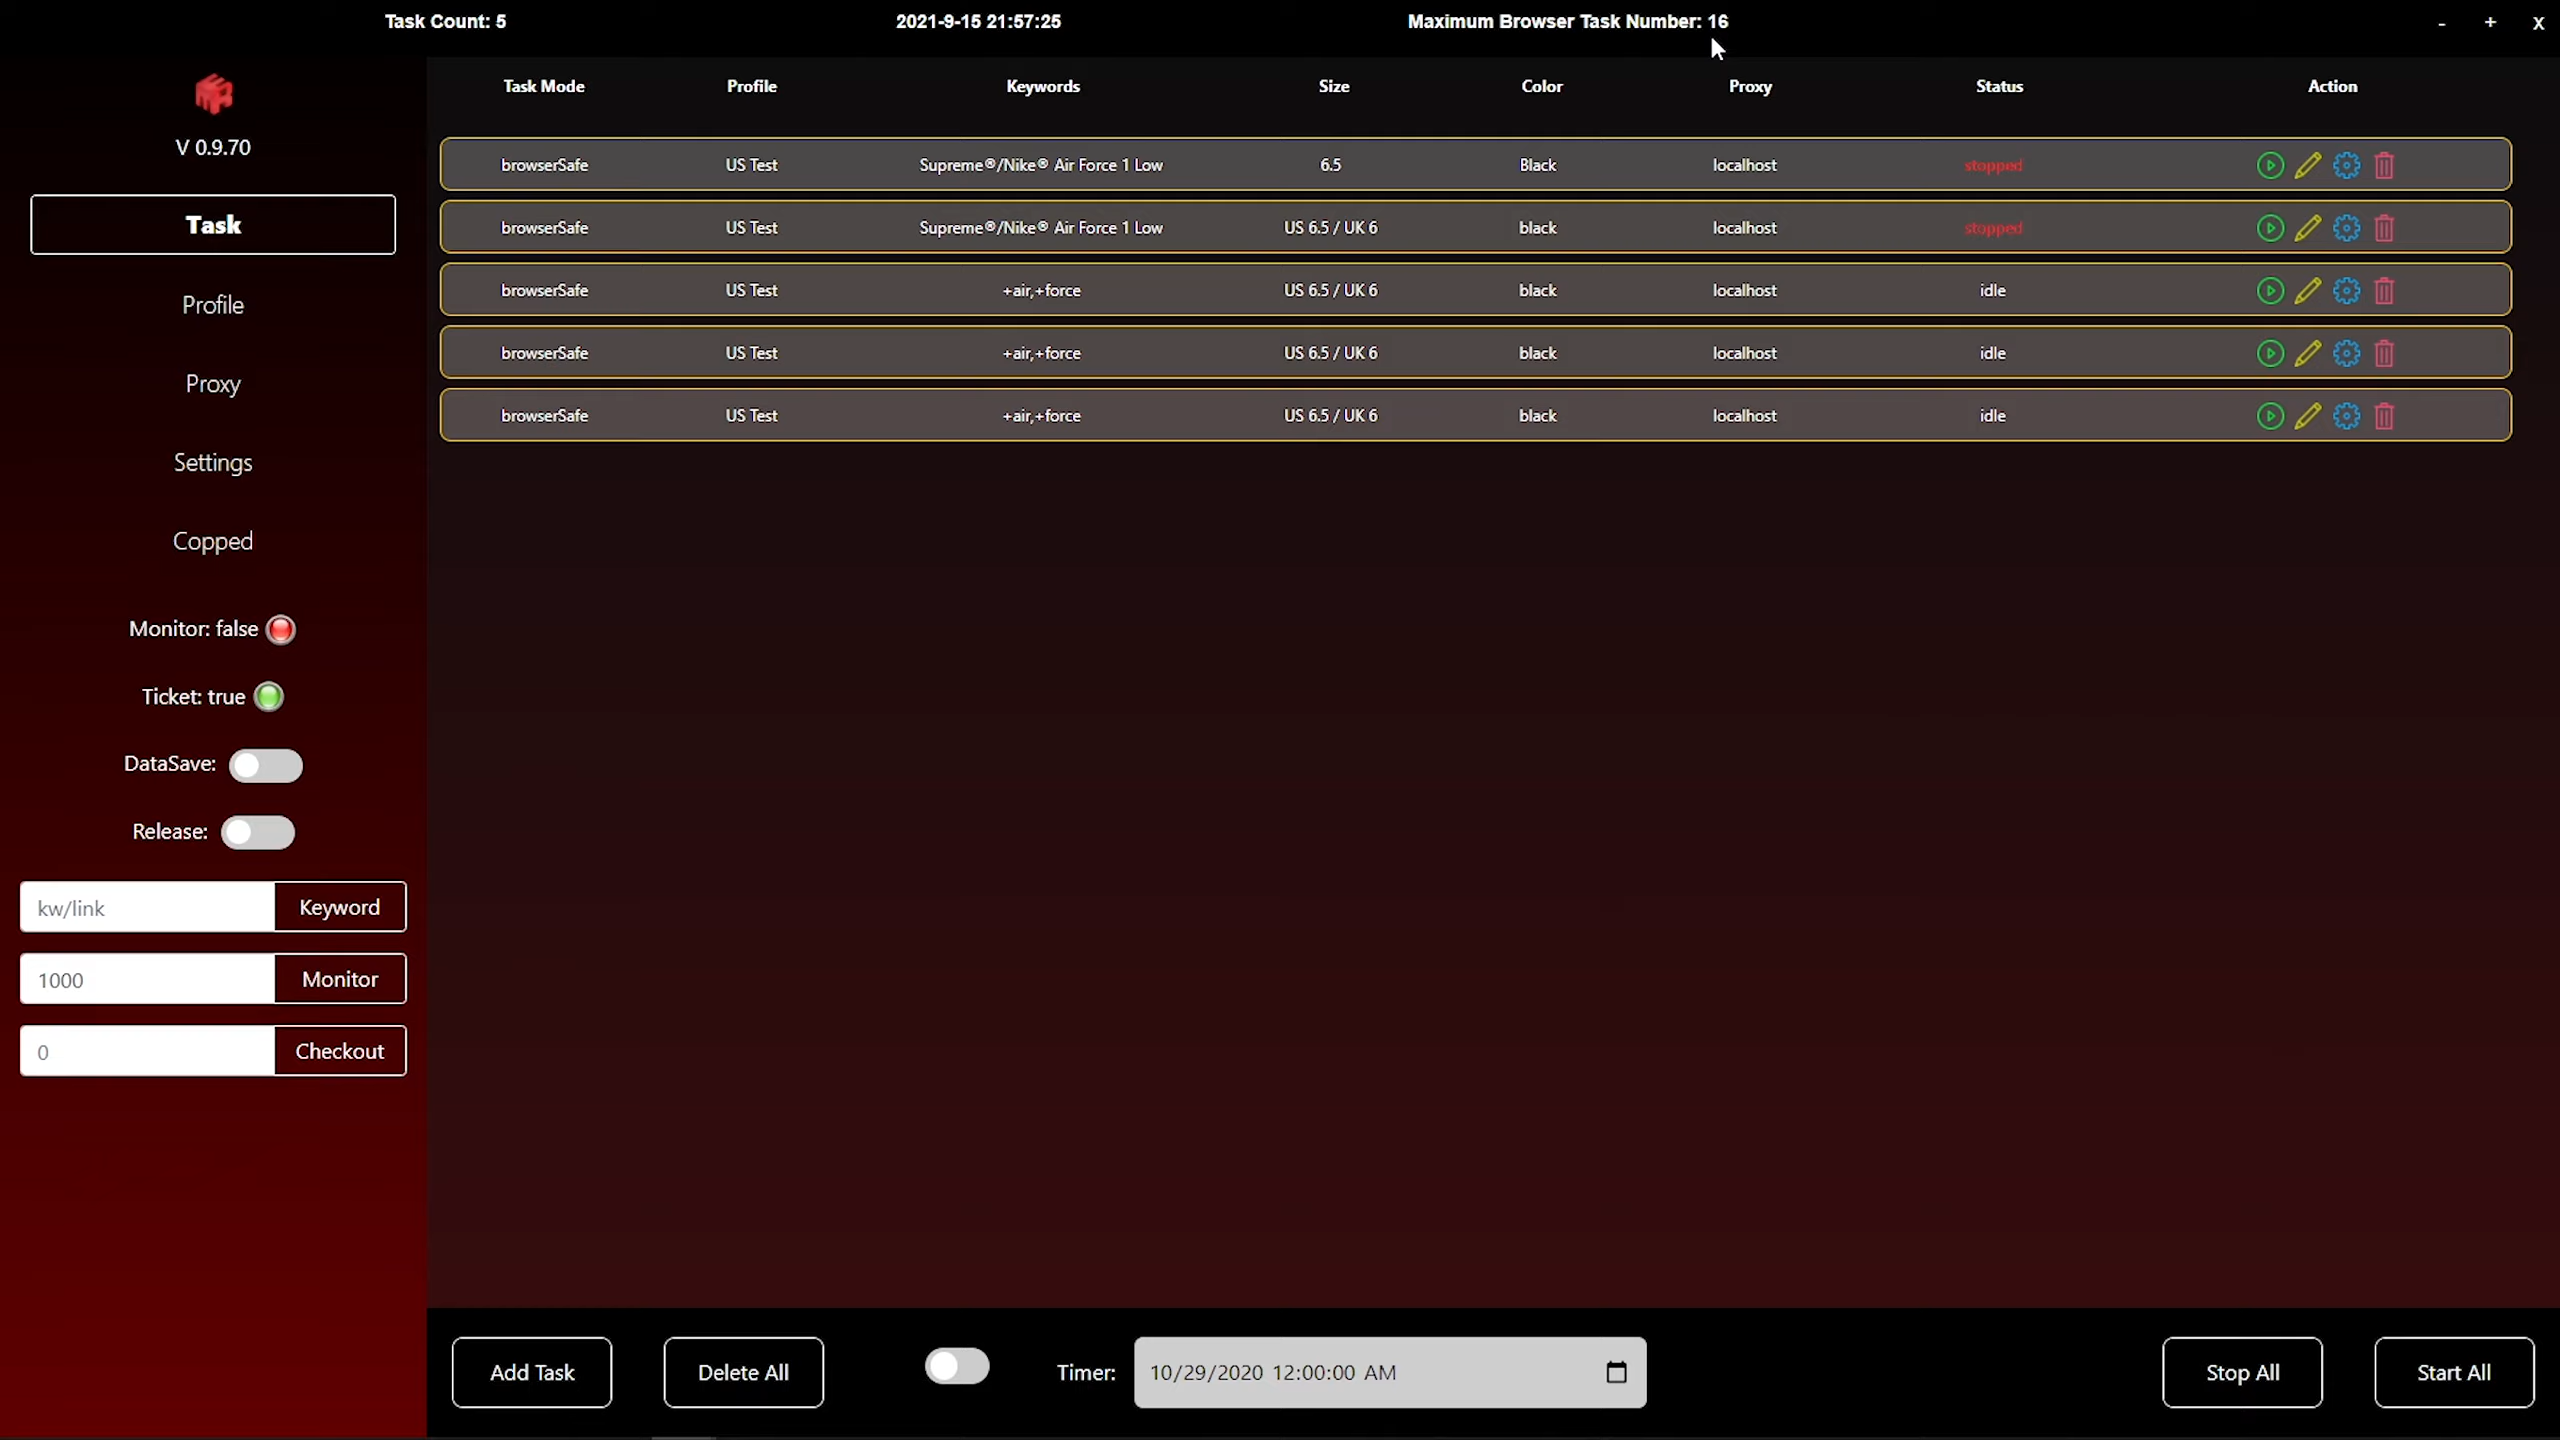 Task Count: 5 2021-9-15 21:57:25 Maximum Browser Task Number: 16 - + X
V 0.9.70
Task
Profile
Proxy
Settings
Copped
Monitor: false
Ticket: true
DataSave:
Release:
kw/link Keyword
1000 Monitor
0 Checkout
Task Mode Profile Keywords Size Color Proxy Status Action
browserSafe US Test Supreme®/Nike® Air Force 1 Low 6.5 Black localhost stopped
browserSafe US Test Supreme®/Nike® Air Force 1 Low US 6.5 / UK 6 black localhost stopped
browserSafe US Test +air,+force US 6.5 / UK 6 black localhost idle
browserSafe US Test +air,+force US 6.5 / UK 6 black localhost idle
browserSafe US Test +air,+force US 6.5 / UK 6 black localhost idle
Add Task Delete All Timer: 10/29/2020 12:00:00 AM Stop All Start All